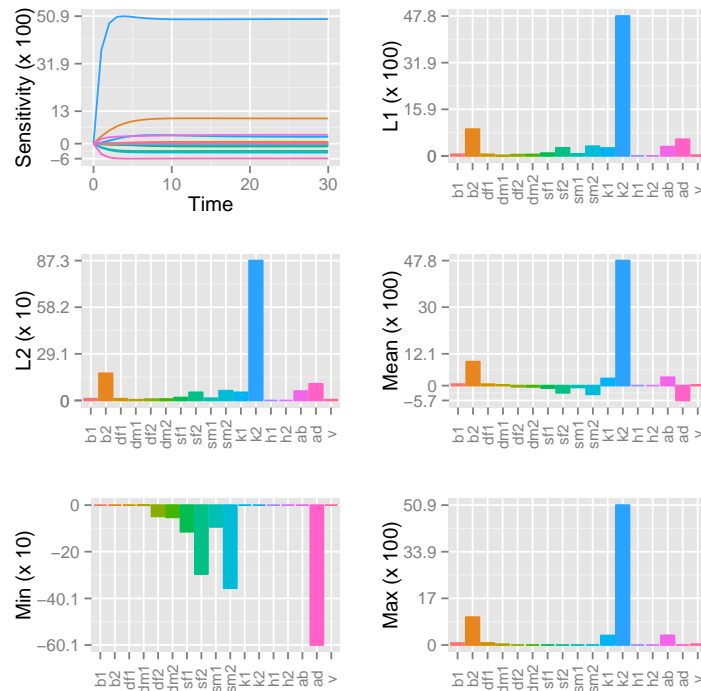 Sensitivity (x 100)
50.9
31.9
13
0
−6
0
10
20
30
Time
L1 (x 100)
47.8
31.9
15.9
0
b1 b2 df1 dm1 df2 dm2 sf1 sf2 sm1 sm2 k1 k2 h1 h2 ab ad v
L2 (x 10)
87.3
58.2
29.1
0
b1 b2 df1 dm1 df2 dm2 sf1 sf2 sm1 sm2 k1 k2 h1 h2 ab ad v
Mean (x 100)
47.8
30
12.1
0
−5.7
b1 b2 df1 dm1 df2 dm2 sf1 sf2 sm1 sm2 k1 k2 h1 h2 ab ad v
Min (x 10)
0
−20
−40.1
−60.1
b1 b2 df1 dm1 df2 dm2 sf1 sf2 sm1 sm2 k1 k2 h1 h2 ab ad v
Max (x 100)
50.9
33.9
17
0
b1 b2 df1 dm1 df2 dm2 sf1 sf2 sm1 sm2 k1 k2 h1 h2 ab ad v